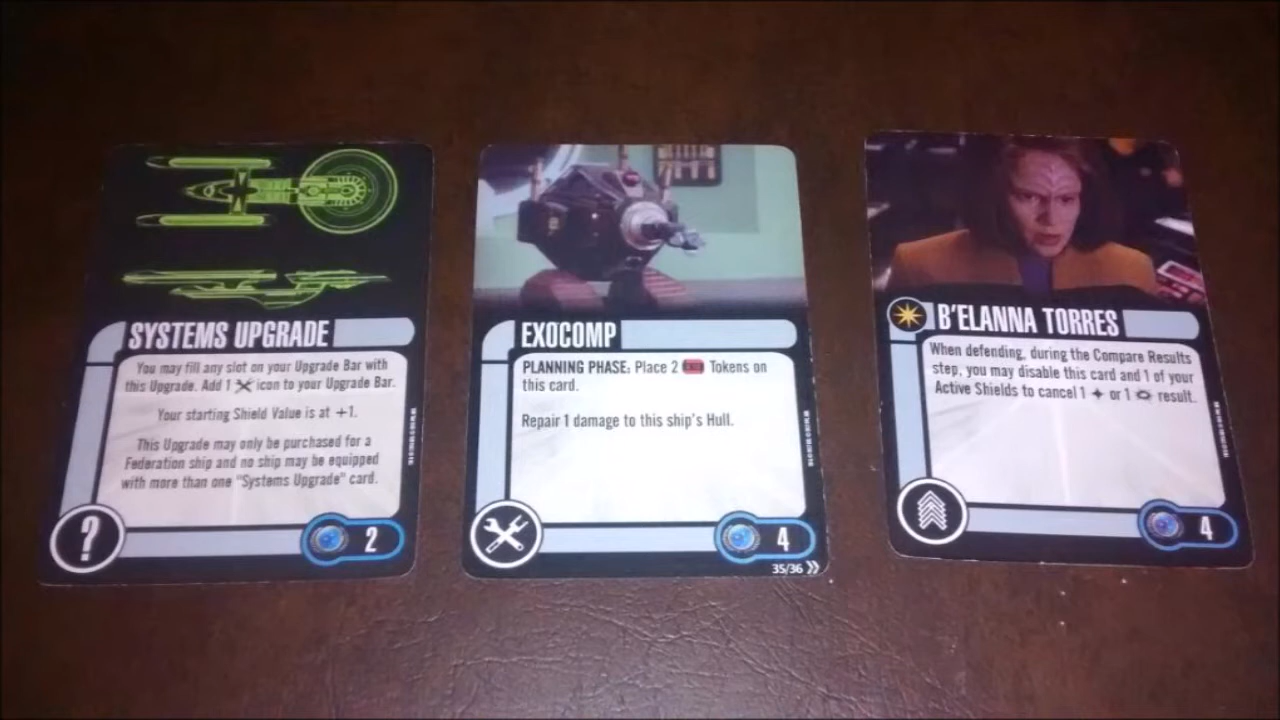 SYSTEMS UPGRADE
You may fill any slot on your Upgrade Bar with
this Upgrade. Add 1 icon to your Upgrade Bar.
Your starting Shield Value is at +1.
This Upgrade may only be purchased for a
Federation ship and no ship may be equipped
with more than one "Systems Upgrade" card.
?
2
EXOCOMP
PLANNING PHASE: Place 2 Tokens on
this card.
Repair 1 damage to this ship's Hull.
4
35/36
B'ELANNA TORRES
When defending, during the Compare Results
step, you may disable this card and 1 of your
Active Shields to cancel 1 or 1 result.
4